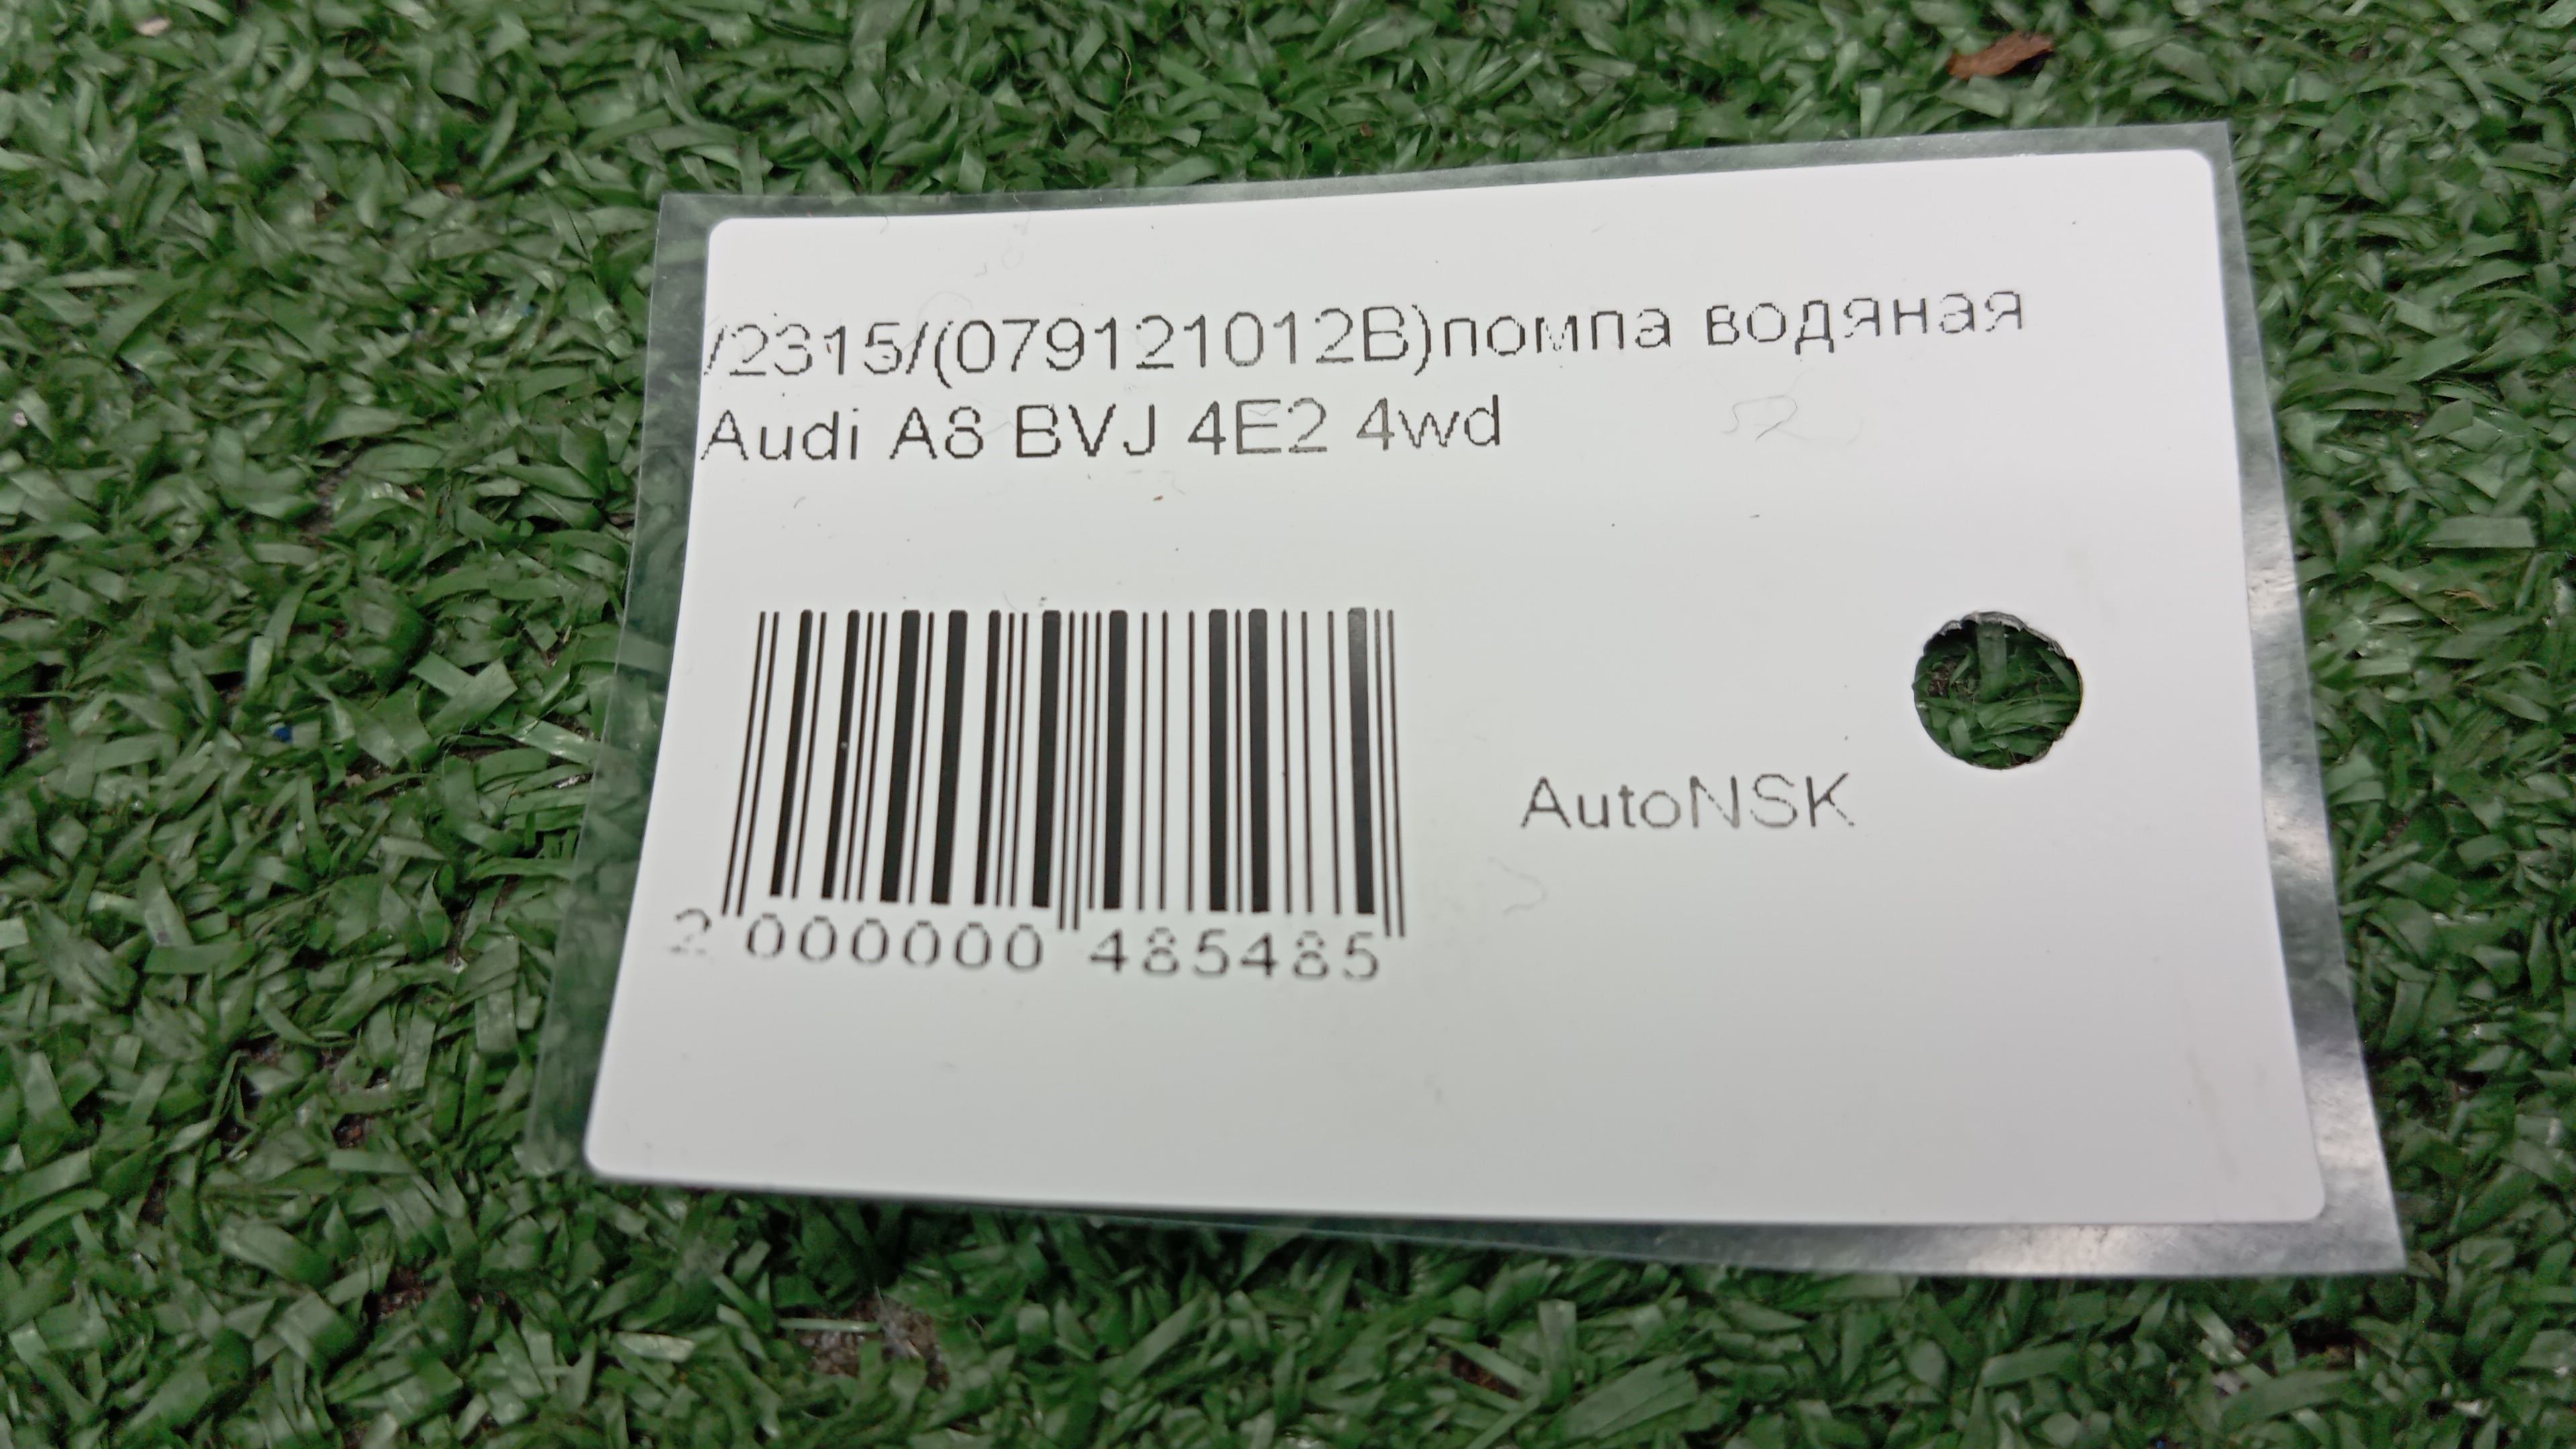 /2315/(079121012B)помпа водяная
Audi A8 BVJ 4E2 4wd
AutoNSK
2 000000 485485